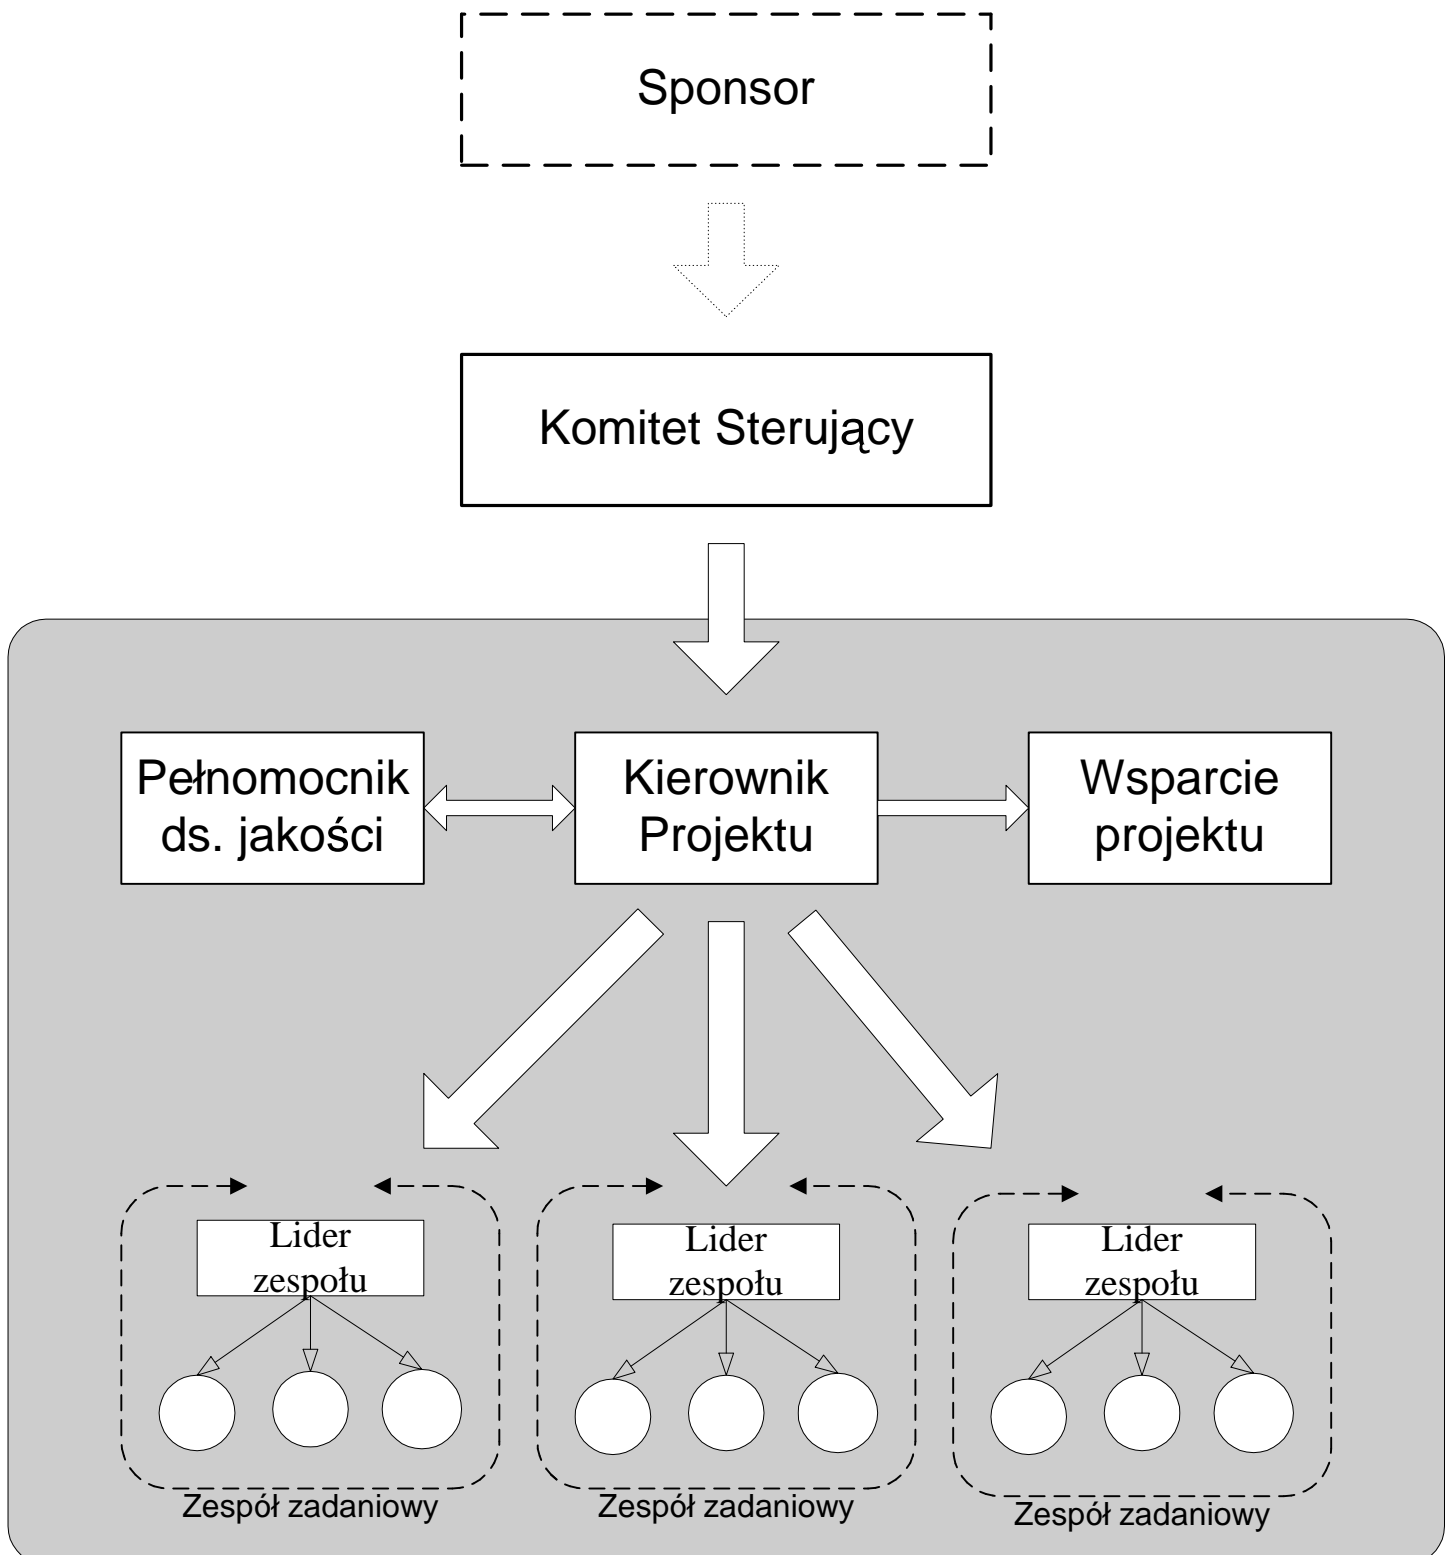 Sponsor
Komitet Sterujący
Pełnomocnik
ds. jakości
Kierownik
Projektu
Wsparcie
projektu
Lider
zespołu
Lider
zespołu
Lider
zespołu
Zespół zadaniowy
Zespół zadaniowy
Zespół zadaniowy